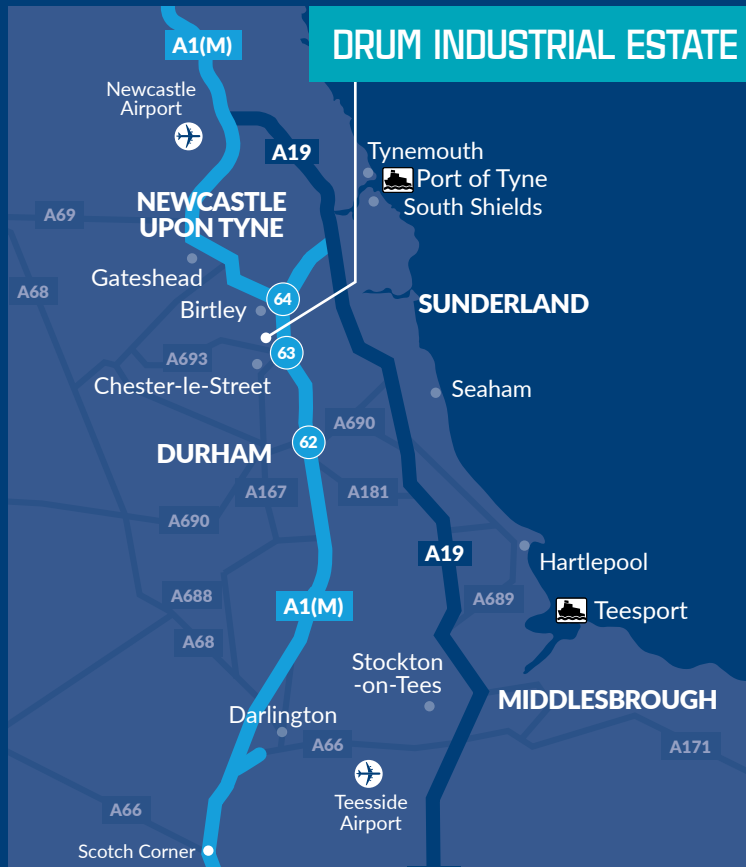 A1(M)
DRUM INDUSTRIAL ESTATE
Newcastle
Airport
A19
Tynemouth
Port of Tyne
South Shields
NEWCASTLE
UPON TYNE
A69
Gateshead
A68
64
SUNDERLAND
Birtley
63
A693
Chester-le-Street
Seaham
A690
62
DURHAM
A167
A181
A690
A19
Hartlepool
A688
A1(M)
A689
Teesport
A68
Stockton
-on-Tees
MIDDLESBROUGH
Darlington
A66
A171
Teesside
Airport
A66
Scotch Corner